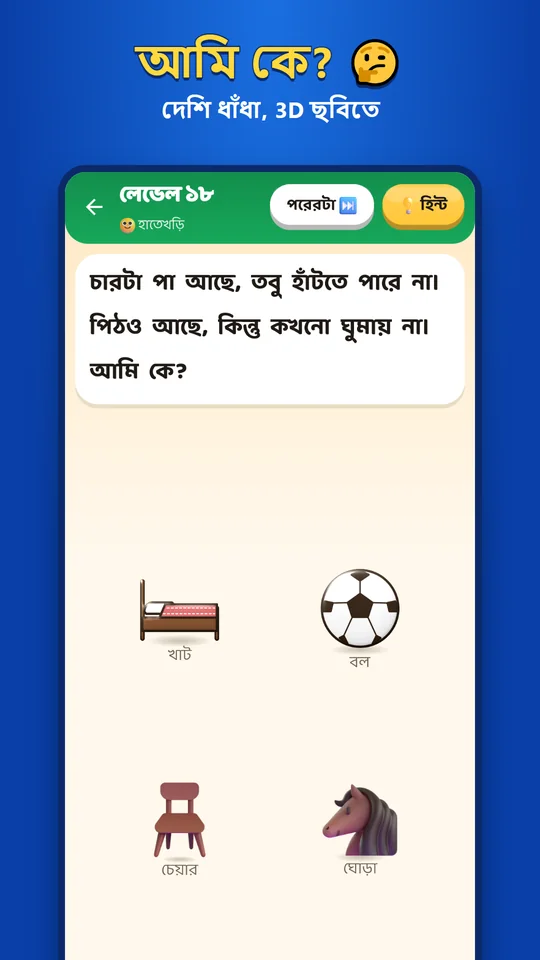 আমি কে? 🤔
দেশি ধাঁধা, 3D ছবিতে
লেভেল ১৮
হাতেখড়ি
পরেরটা ⏭️
💡 হিন্ট
চারটা পা আছে, তবু হাঁটতে পারে না।
পিঠও আছে, কিন্তু কখনো ঘুমায় না।
আমি কে?
খাট
বল
চেয়ার
ঘোড়া